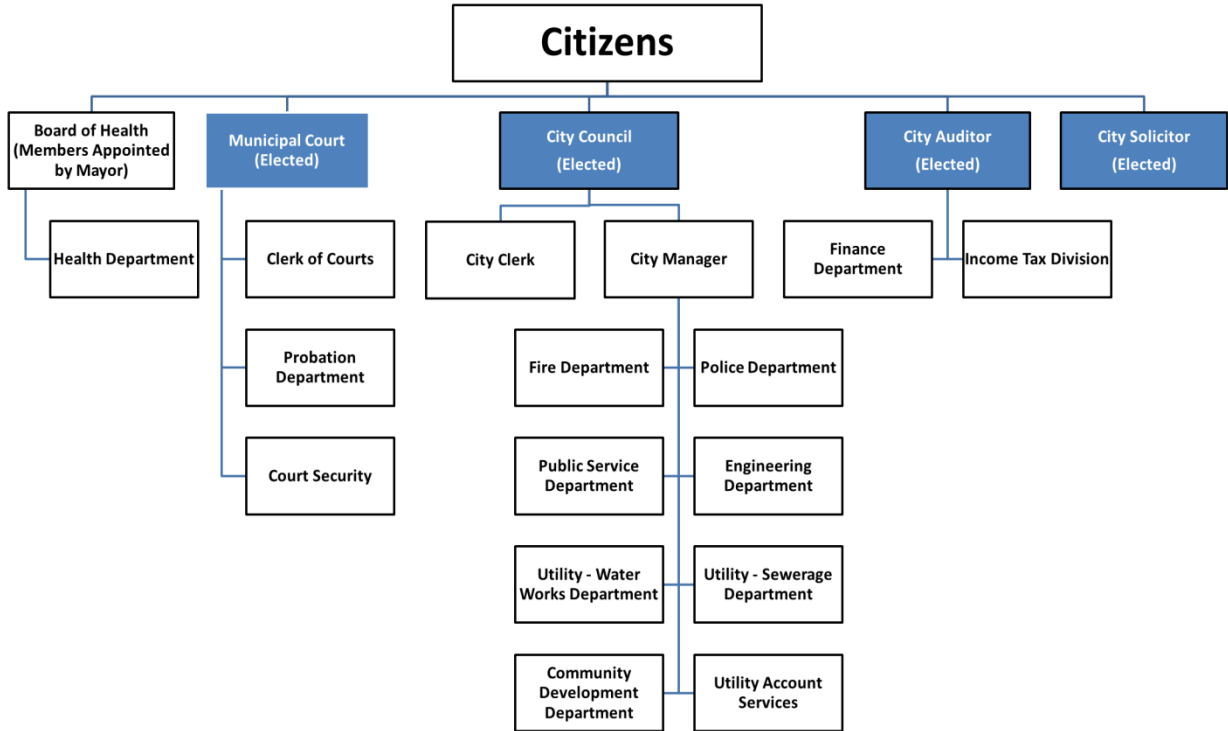 Citizens
Board of Health
(Members Appointed
by Mayor)
Municipal Court
(Elected)
City Council
(Elected)
City Auditor
(Elected)
City Solicitor
(Elected)
Health Department
Clerk of Courts
City Clerk
City Manager
Finance
Department
Income Tax Division
Probation
Department
Fire Department
Police Department
Court Security
Public Service
Department
Engineering
Department
Utility - Water
Works Department
Utility - Sewerage
Department
Community
Development
Department
Utility Account
Services